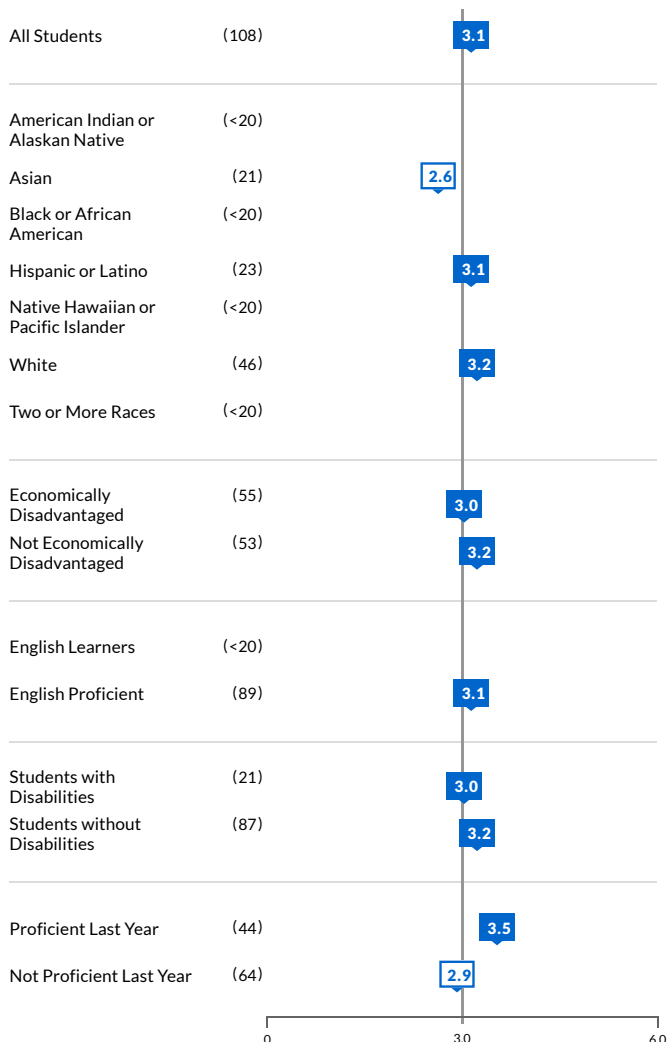 All Students (108) 3.1
American Indian or (<20)
Alaskan Native
Asian (21) 2.6
Black or African (<20)
American
Hispanic or Latino (23) 3.1
Native Hawaiian or (<20)
Pacific Islander
White (46) 3.2
Two or More Races (<20)
Economically (55) 3.0
Disadvantaged
Not Economically (53) 3.2
Disadvantaged
English Learners (<20)
English Proficient (89) 3.1
Students with (21) 3.0
Disabilities
Students without (87) 3.2
Disabilities
Proficient Last Year (44) 3.5
Not Proficient Last Year (64) 2.9
0 3.0 6.0